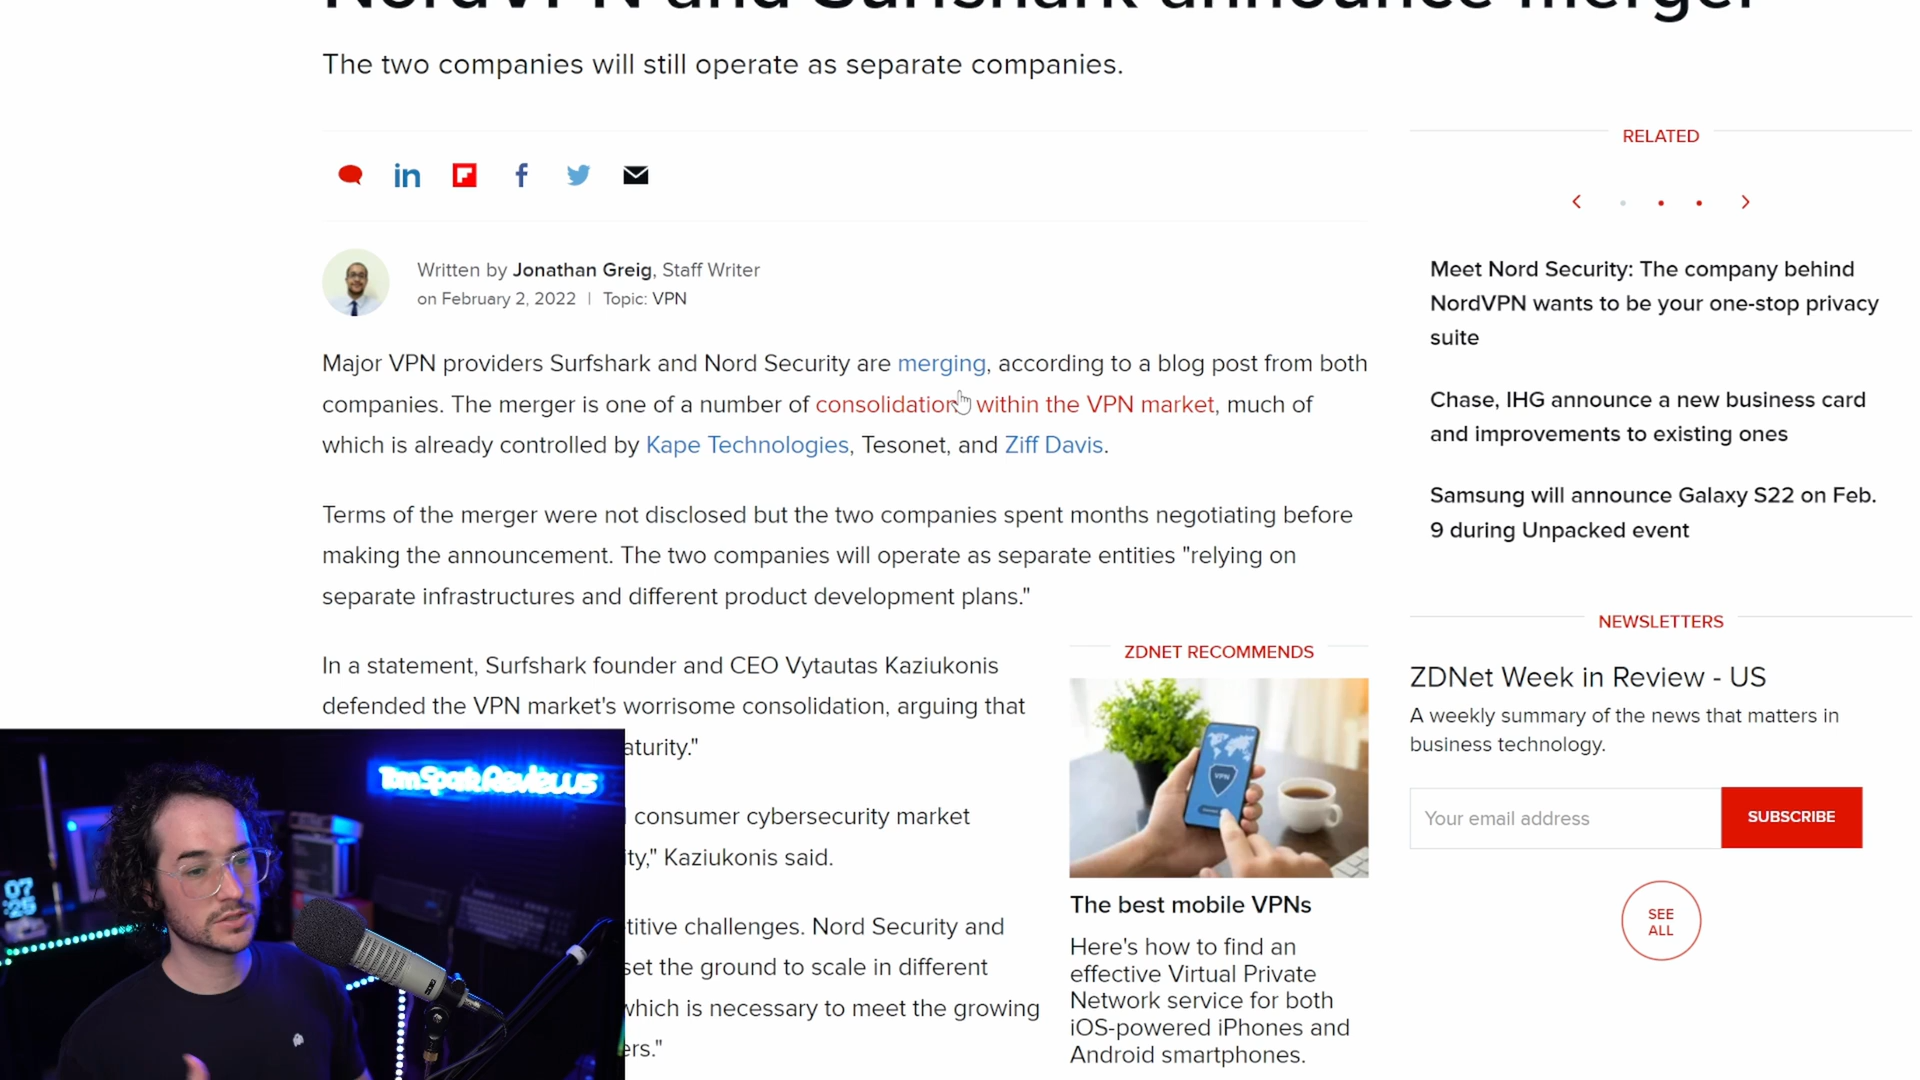 NordVPN and Surfshark announce merger
The two companies will still operate as separate companies.
Written by Jonathan Greig, Staff Writer
on February 2, 2022 | Topic: VPN
Major VPN providers Surfshark and Nord Security are merging, according to a blog post from both
companies. The merger is one of a number of consolidation within the VPN market, much of
which is already controlled by Kape Technologies, Tesonet, and Ziff Davis.
Terms of the merger were not disclosed but the two companies spent months negotiating before
making the announcement. The two companies will operate as separate entities "relying on
separate infrastructures and different product development plans."
In a statement, Surfshark founder and CEO Vytautas Kaziukonis
defended the VPN market's worrisome consolidation, arguing that
aturity."
consumer cybersecurity market
ity," Kaziukonis said.
titive challenges. Nord Security and
set the ground to scale in different
which is necessary to meet the growing
ers."
ZDNET RECOMMENDS
VPN
The best mobile VPNs
Here's how to find an
effective Virtual Private
Network service for both
iOS-powered iPhones and
Android smartphones.
RELATED
Meet Nord Security: The company behind
NordVPN wants to be your one-stop privacy
suite
Chase, IHG announce a new business card
and improvements to existing ones
Samsung will announce Galaxy S22 on Feb.
9 during Unpacked event
NEWSLETTERS
ZDNet Week in Review - US
A weekly summary of the news that matters in
business technology.
Your email address
SUBSCRIBE
SEE
ALL
TomSparkReviews
07
25